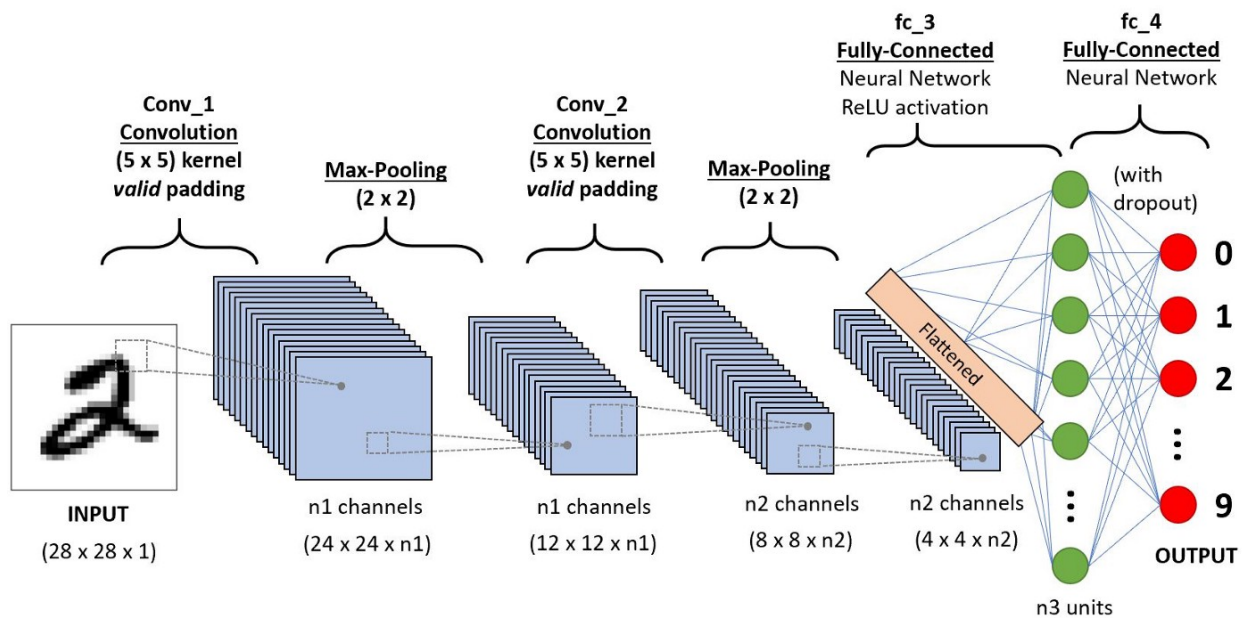 fc_3
Fully-Connected
Neural Network
ReLU activation
fc_4
Fully-Connected
Neural Network
Conv_1
Convolution
(5 x 5) kernel
valid padding
Max-Pooling
(2 x 2)
Conv_2
Convolution
(5 x 5) kernel
valid padding
Max-Pooling
(2 x 2)
(with
dropout)
0
1
2
9
Flattened
2
INPUT
(28 x 28 x 1)
n1 channels
(24 x 24 x n1)
n1 channels
(12 x 12 x n1)
n2 channels
(8 x 8 x n2)
n2 channels
(4 x 4 x n2)
OUTPUT
n3 units